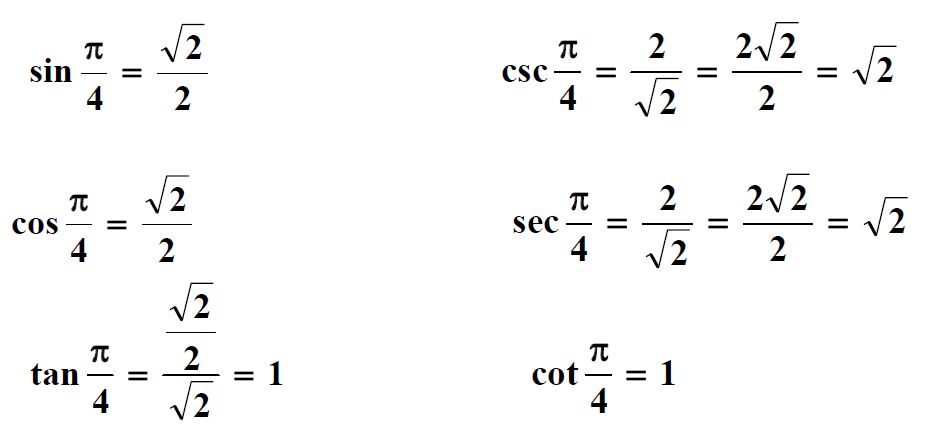 sin π/4 = √2/2
csc π/4 = 2/√2 = 2√2/2 = √2
cos π/4 = √2/2
sec π/4 = 2/√2 = 2√2/2 = √2
tan π/4 = √2/2/√2 = 1
cot π/4 = 1